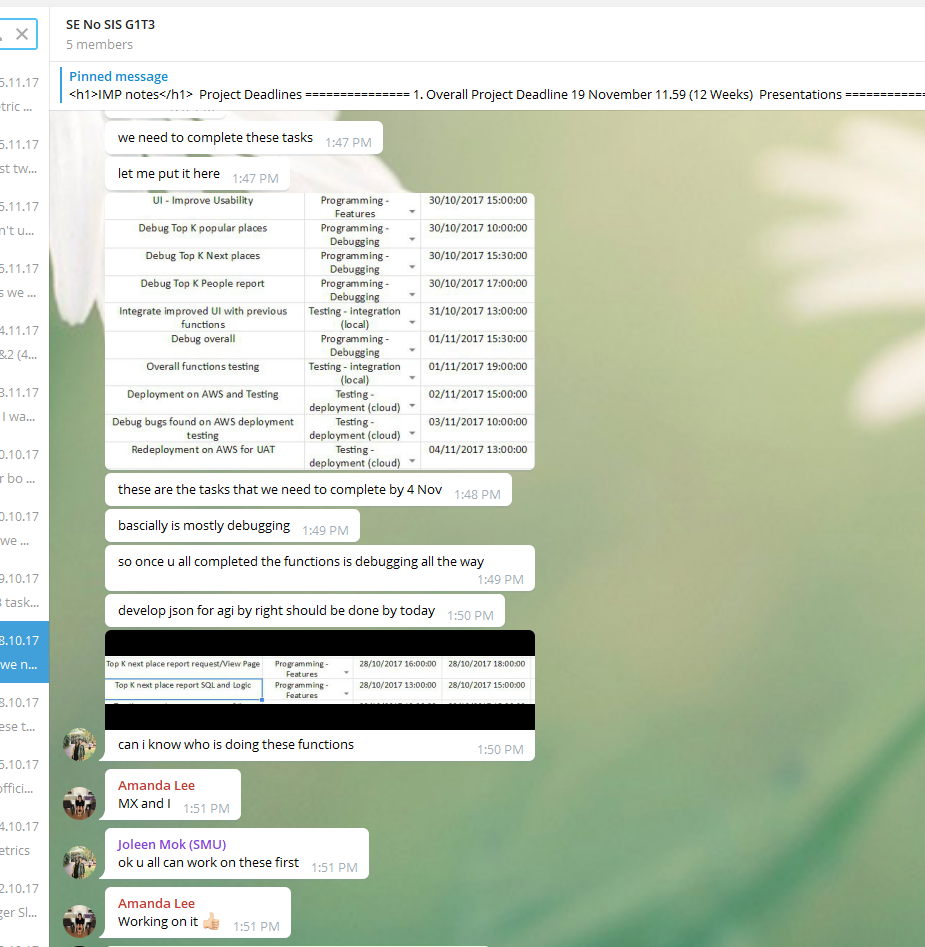 SE No SIS G1T3
5 members
Pinned message
<h1>IMP notes</h1> Project Deadlines =============== 1. Overall Project Deadline 19 November 11.59 (12 Weeks) Presentations ===========
we need to complete these tasks 1:47 PM
let me put it here 1:47 PM
UI - Improve Usability Programming - Features 30/10/2017 15:00:00
Debug Top K popular places Programming - Debugging 30/10/2017 10:00:00
Debug Top K Next places Programming - Debugging 30/10/2017 15:30:00
Debug Top K People report Programming - Debugging 30/10/2017 17:00:00
Integrate improved UI with previous functions Testing - integration (local) 31/10/2017 13:00:00
Debug overall Programming - Debugging 01/11/2017 15:30:00
Overall functions testing Testing - integration (local) 01/11/2017 19:00:00
Deployment on AWS and Testing Testing - deployment (cloud) 02/11/2017 15:00:00
Debug bugs found on AWS deployment testing Testing - deployment (cloud) 03/11/2017 10:00:00
Redeployment on AWS for UAT Testing - deployment (cloud) 04/11/2017 13:00:00
these are the tasks that we need to complete by 4 Nov 1:48 PM
bascially is mostly debugging 1:49 PM
so once u all completed the functions is debugging all the way
1:49 PM
develop json for agi by right should be done by today 1:50 PM
Top K next place report request/View Page Programming - Features 28/10/2017 16:00:00 28/10/2017 18:00:00
Top K next place report SQL and Logic Programming - Features 28/10/2017 13:00:00 28/10/2017 15:00:00
can i know who is doing these functions 1:50 PM
Amanda Lee
MX and I 1:51 PM
Joleen Mok (SMU)
ok u all can work on these first 1:51 PM
Amanda Lee
Working on it 👍🏻 1:51 PM
5.11.17
tric ...
5.11.17
st tw...
5.11.17
n't u...
5.11.17
s we ...
4.11.17
&2 (4...
3.11.17
I wa...
0.10.17
r bo ...
0.10.17
we ...
9.10.17
3 task...
8.10.17
we n...
8.10.17
ese t...
5.10.17
offici...
4.10.17
etrics
2.10.17
ger Sl...